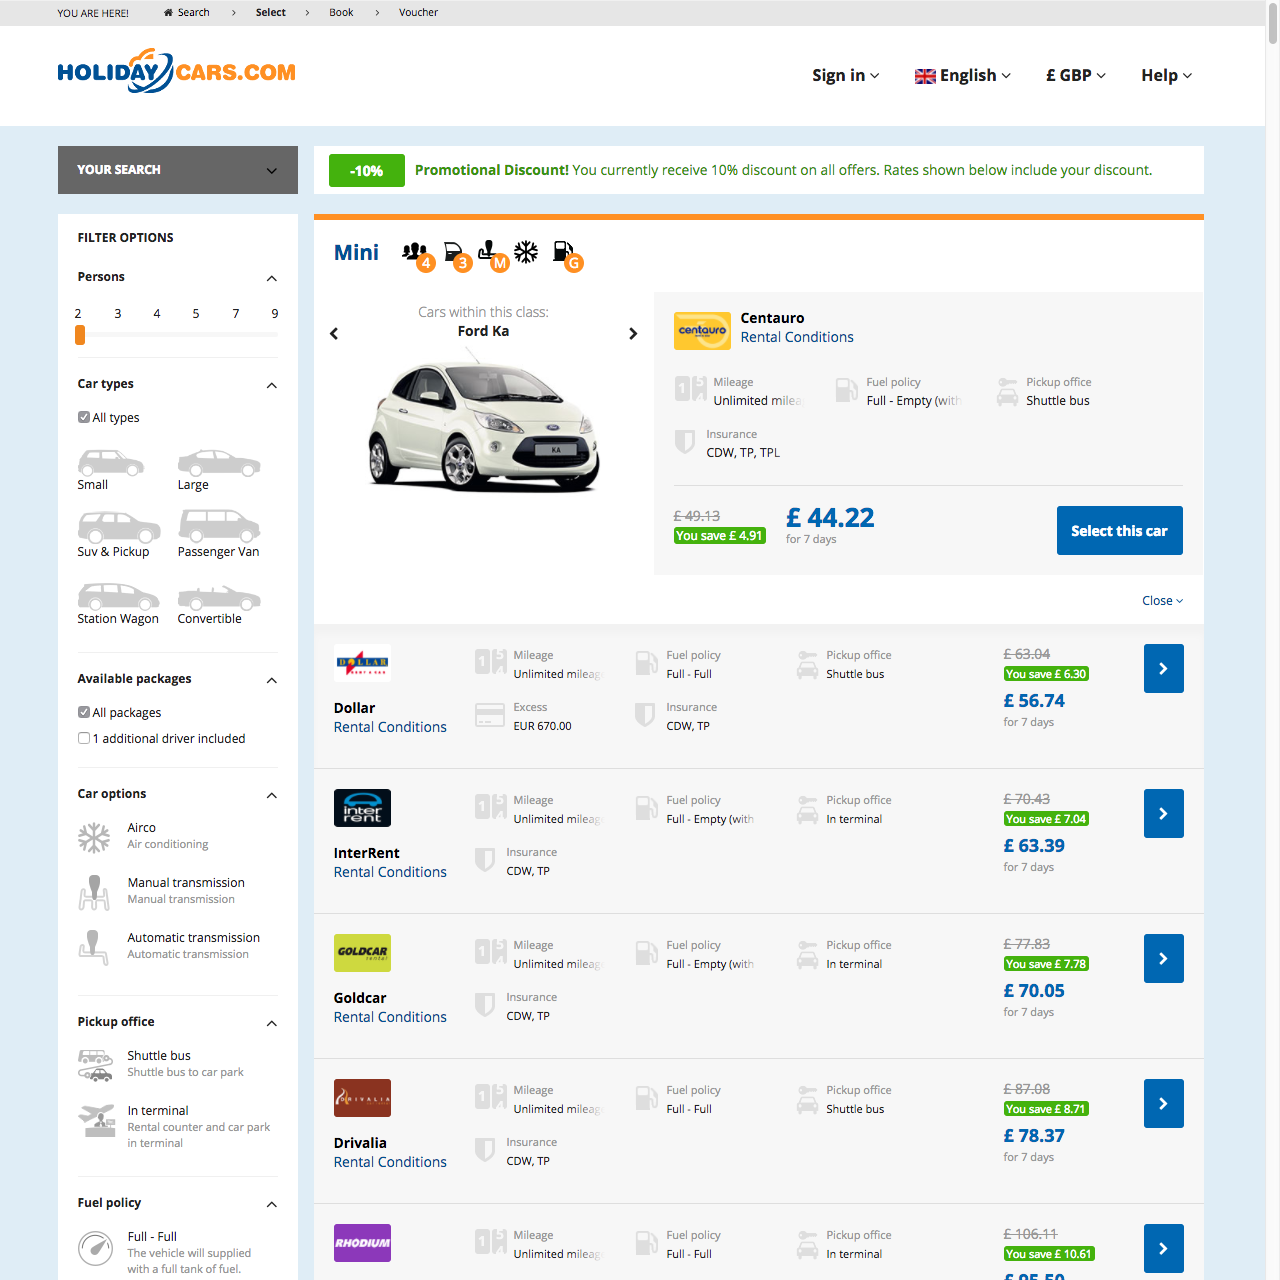 YOU ARE HERE! Search > Select > Book > Voucher
HOLIDAY CARS.COM
Sign in English £ GBP Help
YOUR SEARCH
-10% Promotional Discount! You currently receive 10% discount on all offers. Rates shown below include your discount.
FILTER OPTIONS
Persons
2 3 4 5 7 9
Car types
All types
Small Large
Suv & Pickup Passenger Van
Station Wagon Convertible
Available packages
All packages
1 additional driver included
Car options
Airco
Air conditioning
Manual transmission
Manual transmission
Automatic transmission
Automatic transmission
Pickup office
Shuttle bus
Shuttle bus to car park
In terminal
Rental counter and car park
in terminal
Fuel policy
Full - Full
The vehicle will supplied
with a full tank of fuel.
Mini 4 3 M G
Cars within this class:
Ford Ka
KA
centauro
Centauro
Rental Conditions
Mileage Fuel policy Pickup office
Unlimited milea Full - Empty (with Shuttle bus
Insurance
CDW, TP, TPL
£ 49.13 £ 44.22
You save £ 4.91 for 7 days
Select this car
Close
DOLLAR
RENT A CAR
Dollar
Rental Conditions
Mileage Fuel policy Pickup office
Unlimited mileag Full - Full Shuttle bus
Excess Insurance
EUR 670.00 CDW, TP
£ 63.04
You save £ 6.30
£ 56.74
for 7 days
inter
rent
InterRent
Rental Conditions
Mileage Fuel policy Pickup office
Unlimited mileag Full - Empty (with In terminal
Insurance
CDW, TP
£ 70.43
You save £ 7.04
£ 63.39
for 7 days
GOLDCAR
rental
Goldcar
Rental Conditions
Mileage Fuel policy Pickup office
Unlimited mileag Full - Empty (with In terminal
Insurance
CDW, TP
£ 77.83
You save £ 7.78
£ 70.05
for 7 days
DRIVALIA
Drivalia
Rental Conditions
Mileage Fuel policy Pickup office
Unlimited mileag Full - Full Shuttle bus
Insurance
CDW, TP
£ 87.08
You save £ 8.71
£ 78.37
for 7 days
RHODIUM
Mileage Fuel policy Pickup office
Unlimited mileag Full - Full In terminal
£ 106.11
You save £ 10.61
£ 95.50